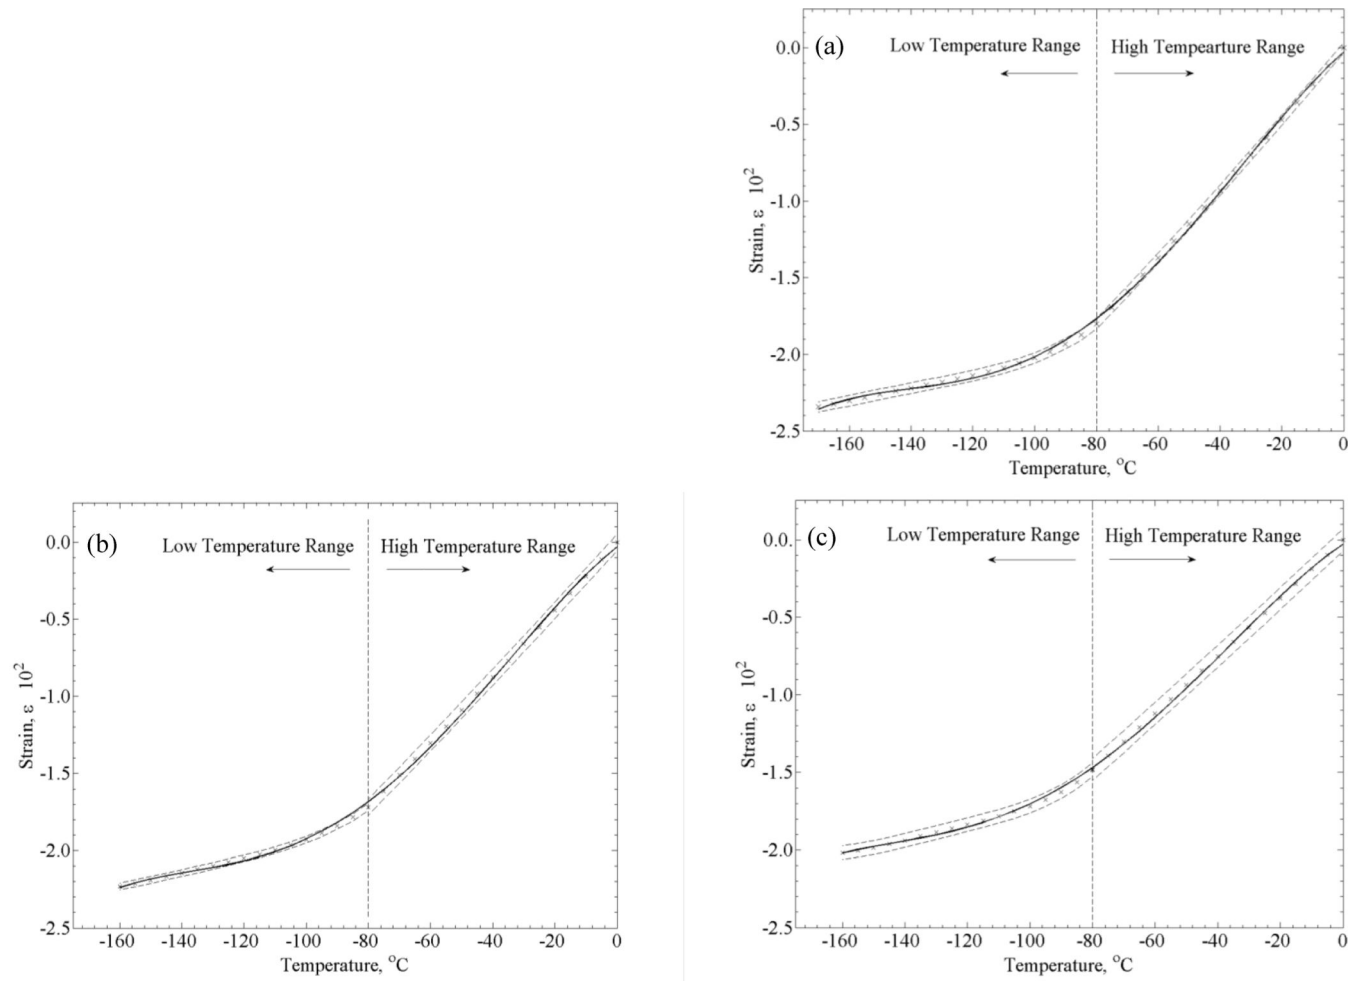 (a)
Low Temperature Range
High Tempearture Range
0.0
-0.5
-1.0
-1.5
-2.0
-2.5
Strain, ε 10²
-160 -140 -120 -100 -80 -60 -40 -20 0
Temperature, °C
(b)
Low Temperature Range
High Temperature Range
0.0
-0.5
-1.0
-1.5
-2.0
-2.5
Strain, ε 10²
-160 -140 -120 -100 -80 -60 -40 -20 0
Temperature, °C
(c)
Low Temperature Range
High Temperature Range
0.0
-0.5
-1.0
-1.5
-2.0
-2.5
Strain, ε 10²
-160 -140 -120 -100 -80 -60 -40 -20 0
Temperature, °C